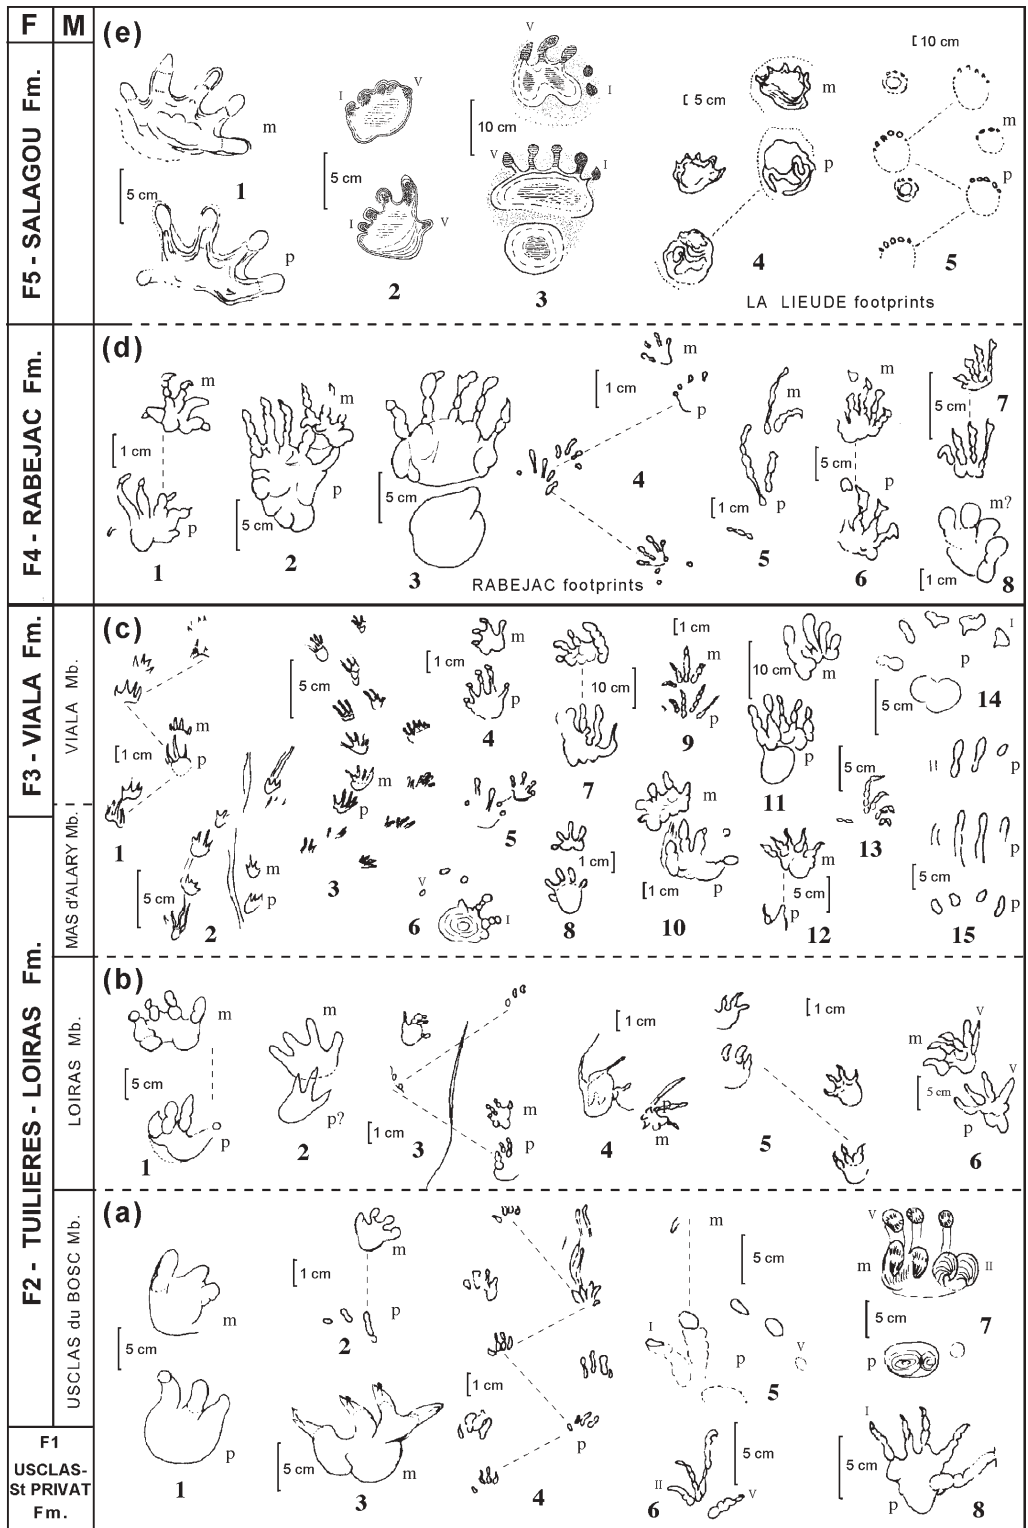 F M
F5 - SALAGOU Fm.
(e)
m
5 cm
1
p
I V
5 cm
I V
2
V
I
10 cm
V I
3
5 cm
m
p
4
10 cm
m
p
5
LA LIEUDE footprints
F4 - RABEJAC Fm.
(d)
m
1 cm
p
1
m
5 cm
p
2
5 cm
3
1 cm
m
p
4
m
1 cm
p
5
m
5 cm
p
6
5 cm
7
m?
1 cm
8
RABEJAC footprints
F3 - VIALA Fm.
VIALA Mb.
MAS d'ALARY Mb.
(c)
m
1 cm
p
1
5 cm
m
p
2
5 cm
m
p
3
m
1 cm
p
4
5
V
I
6
10 cm
7
1 cm
8
1 cm
m
p
9
m
1 cm
p
10
10 cm
m
p
11
m
5 cm
p
12
5 cm
13
I
p
5 cm
14
p
p
5 cm
p
15
F2 - TUILIERES - LOIRAS Fm.
LOIRAS Mb.
(b)
m
5 cm
p
1
m
p?
2
1 cm
3
m
p
1 cm
4
p
m
1 cm
5
V
m
5 cm
V
p
6
USCLAS du BOSC Mb.
(a)
m
5 cm
p
1
m
1 cm
p
2
5 cm
m
3
1 cm
p
4
m
5 cm
I
p
V
5
II
5 cm
V
6
V
m
II
5 cm
7
p
I
5 cm
p
8
F1
USCLAS-
St PRIVAT
Fm.